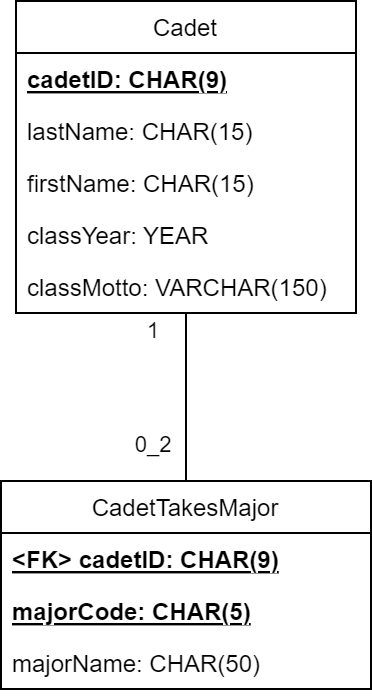 Cadet
cadetID: CHAR(9)
lastName: CHAR(15)
firstName: CHAR(15)
classYear: YEAR
classMotto: VARCHAR(150)
1
0_2
CadetTakesMajor
<FK> cadetID: CHAR(9)
majorCode: CHAR(5)
majorName: CHAR(50)